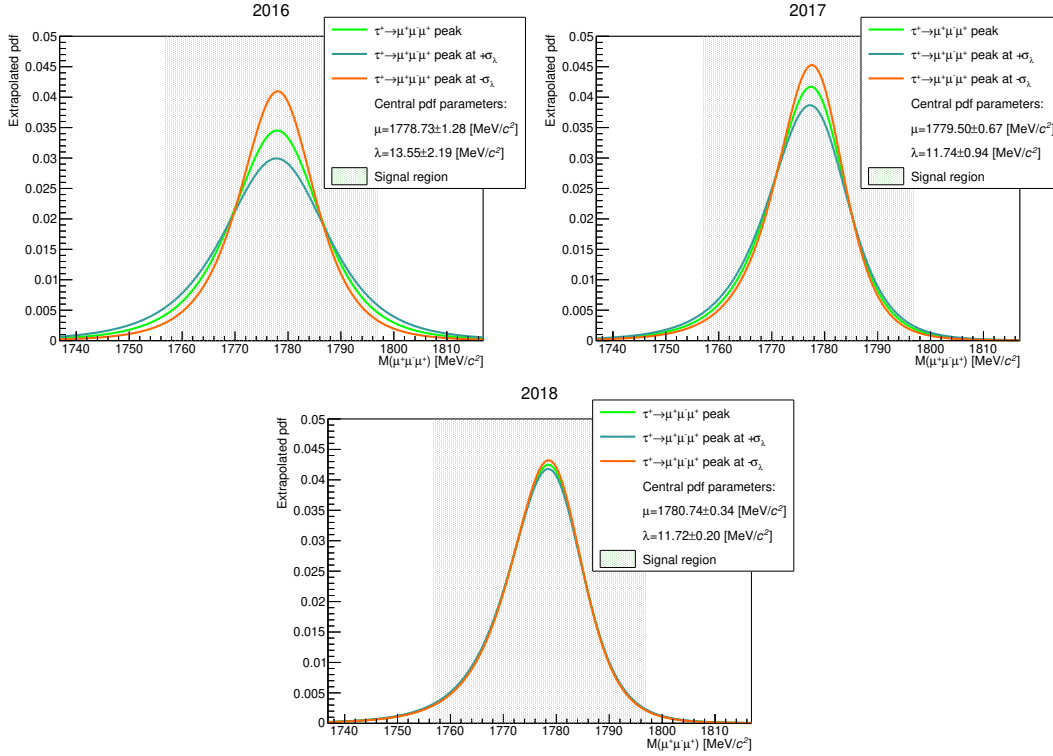 2016
Extrapolated pdf
0.05
0.045
0.04
0.035
0.03
0.025
0.02
0.015
0.01
0.005
0
τ⁺→μ⁺μ⁻μ⁺ peak
τ⁺→μ⁺μ⁻μ⁺ peak at +σλ
τ⁺→μ⁺μ⁻μ⁺ peak at -σλ
Central pdf parameters:
μ=1778.73±1.28 [MeV/c²]
λ=13.55±2.19 [MeV/c²]
Signal region
1740 1750 1760 1770 1780 1790 1800 1810
M(μ⁺μ⁻μ⁺) [MeV/c²]
2017
Extrapolated pdf
0.05
0.045
0.04
0.035
0.03
0.025
0.02
0.015
0.01
0.005
0
τ⁺→μ⁺μ⁻μ⁺ peak
τ⁺→μ⁺μ⁻μ⁺ peak at +σλ
τ⁺→μ⁺μ⁻μ⁺ peak at -σλ
Central pdf parameters:
μ=1779.50±0.67 [MeV/c²]
λ=11.74±0.94 [MeV/c²]
Signal region
1740 1750 1760 1770 1780 1790 1800 1810
M(μ⁺μ⁻μ⁺) [MeV/c²]
2018
Extrapolated pdf
0.05
0.045
0.04
0.035
0.03
0.025
0.02
0.015
0.01
0.005
0
τ⁺→μ⁺μ⁻μ⁺ peak
τ⁺→μ⁺μ⁻μ⁺ peak at +σλ
τ⁺→μ⁺μ⁻μ⁺ peak at -σλ
Central pdf parameters:
μ=1780.74±0.34 [MeV/c²]
λ=11.72±0.20 [MeV/c²]
Signal region
1740 1750 1760 1770 1780 1790 1800 1810
M(μ⁺μ⁻μ⁺) [MeV/c²]